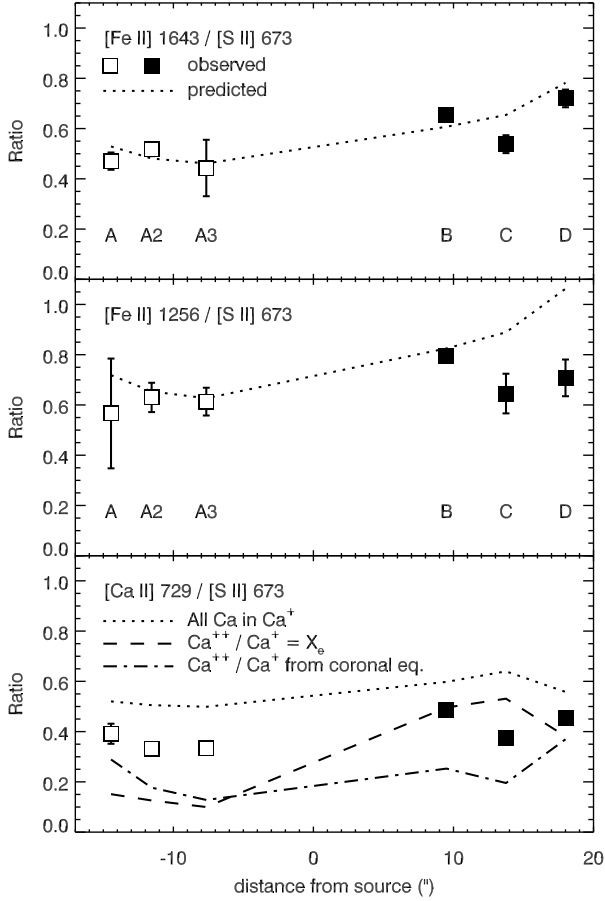 [Fe II] 1643 / [S II] 673
observed
predicted
1.0
0.8
0.6
0.4
0.2
0.0
Ratio
A A2 A3 B C D
[Fe II] 1256 / [S II] 673
1.0
0.8
0.6
0.4
0.2
0.0
Ratio
A A2 A3 B C D
[Ca II] 729 / [S II] 673
All Ca in Ca⁺
Ca⁺⁺ / Ca⁺ = Xₑ
Ca⁺⁺ / Ca⁺ from coronal eq.
1.0
0.8
0.6
0.4
0.2
0.0
Ratio
-10 0 10 20
distance from source (")